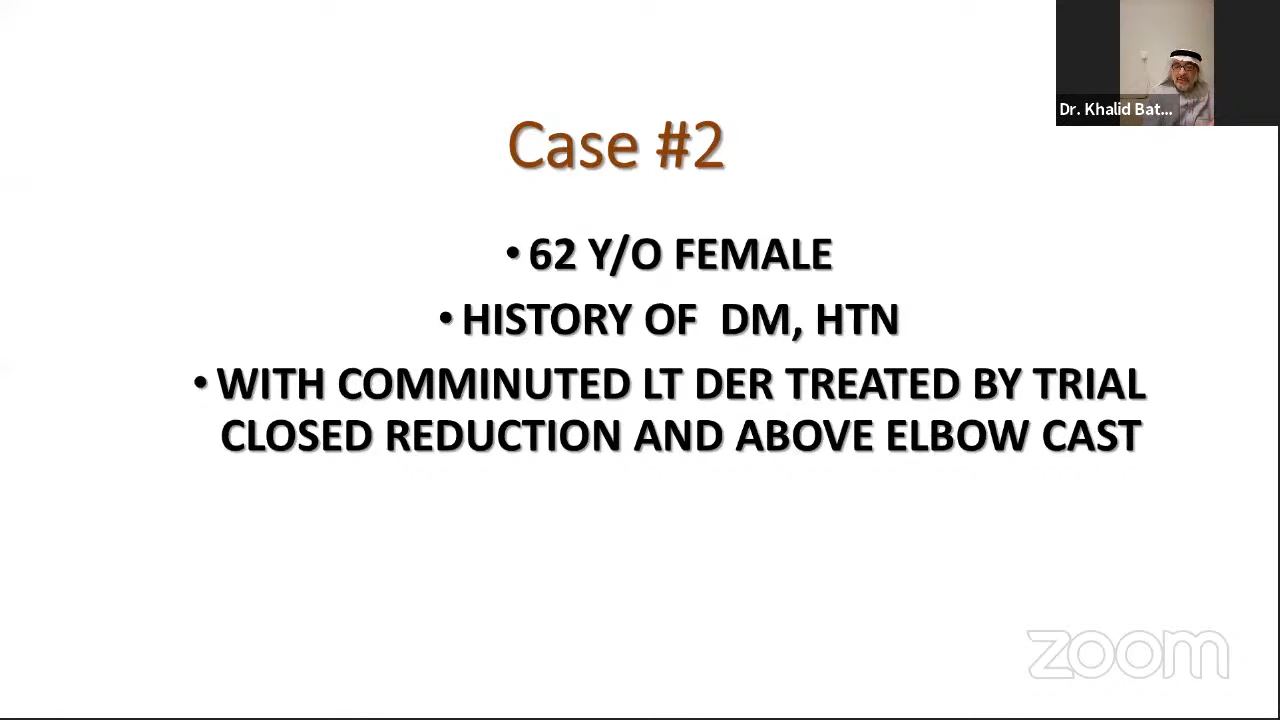 Dr. Khalid Bat...
Case #2
• 62 Y/O FEMALE
• HISTORY OF DM, HTN
• WITH COMMINUTED LT DER TREATED BY TRIAL
CLOSED REDUCTION AND ABOVE ELBOW CAST
zoom